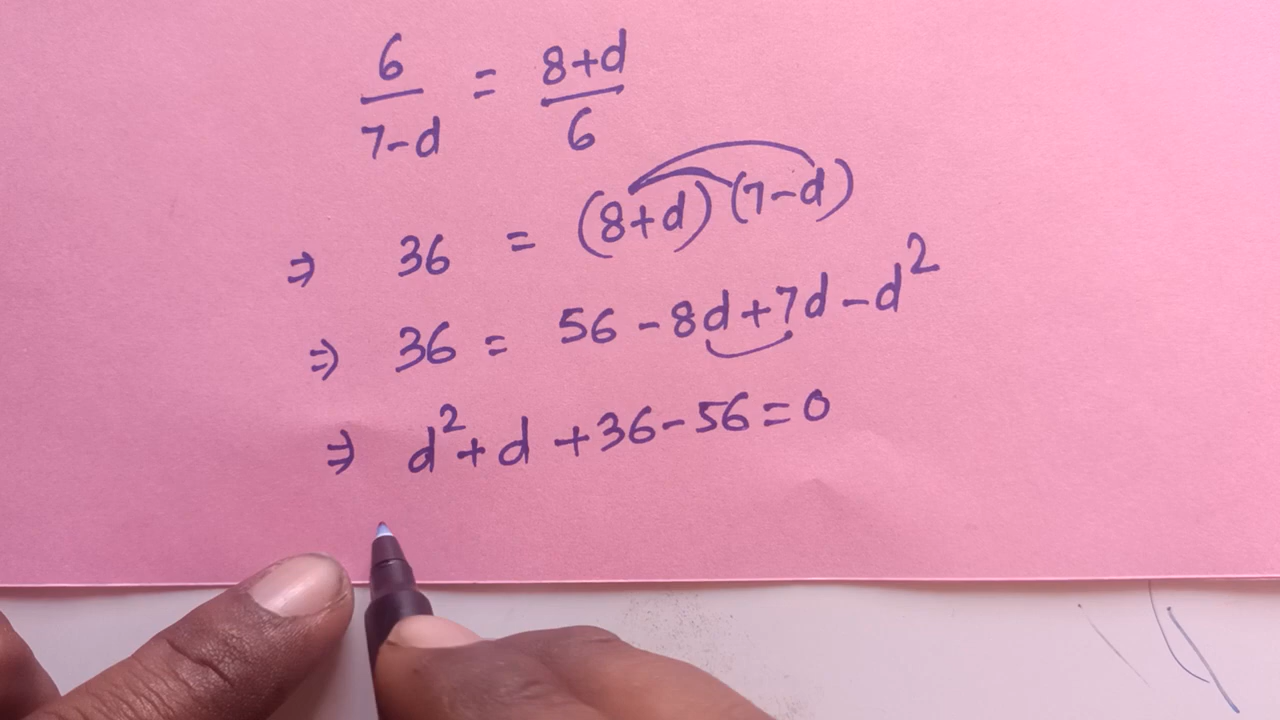 6/(7-d) = (8+d)/6
⇒ 36 = (8+d)(7-d)
⇒ 36 = 56-8d+7d-d²
⇒ d²+d+36-56=0